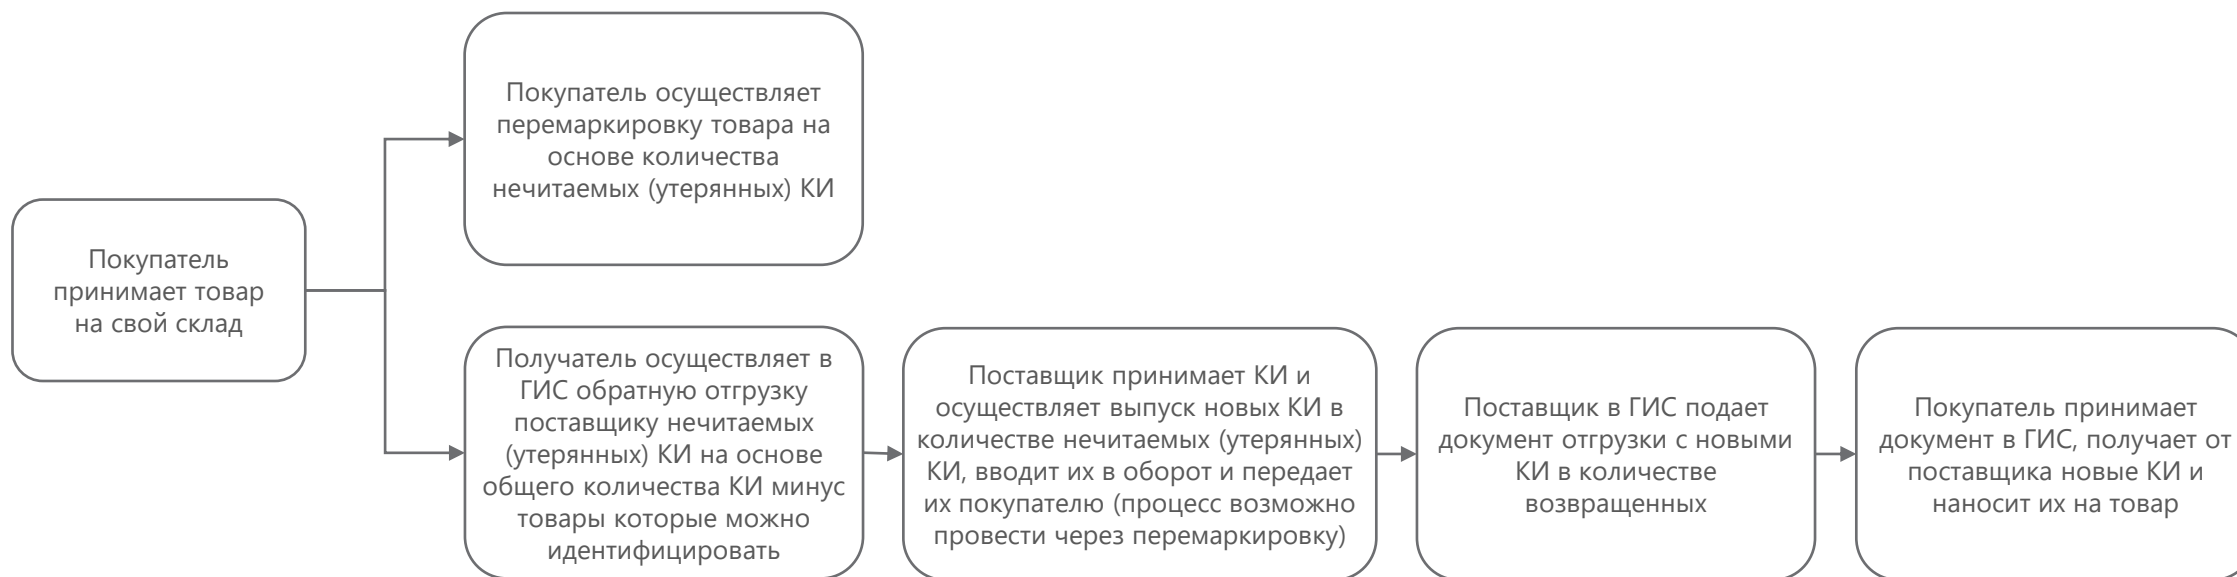 Покупатель
принимает товар
на свой склад
Покупатель осуществляет
перемаркировку товара на
основе количества
нечитаемых (утерянных) КИ
Получатель осуществляет в
ГИС обратную отгрузку
поставщику нечитаемых
(утерянных) КИ на основе
общего количества КИ минус
товары которые можно
идентифицировать
Поставщик принимает КИ и
осуществляет выпуск новых КИ в
количестве нечитаемых (утерянных)
КИ, вводит их в оборот и передает
их покупателю (процесс возможно
провести через перемаркировку)
Поставщик в ГИС подает
документ отгрузки с новыми
КИ в количестве
возвращенных
Покупатель принимает
документ в ГИС, получает от
поставщика новые КИ и
наносит их на товар